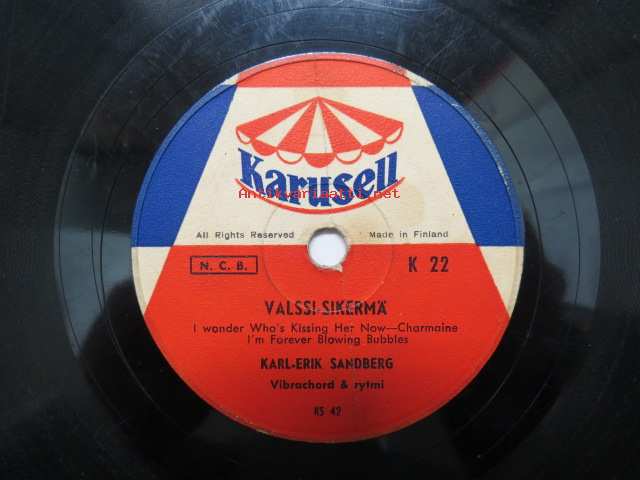 Karusell
Antikvariaatti.net
All Rights Reserved Made in Finland
N. C. B. K 22
VALSSI-SIKERMÄ
I wonder Who's Kissing Her Now—Charmaine
I'm Forever Blowing Bubbles
KARL-ERIK SANDBERG
Vibrachord & rytmi
RS 42